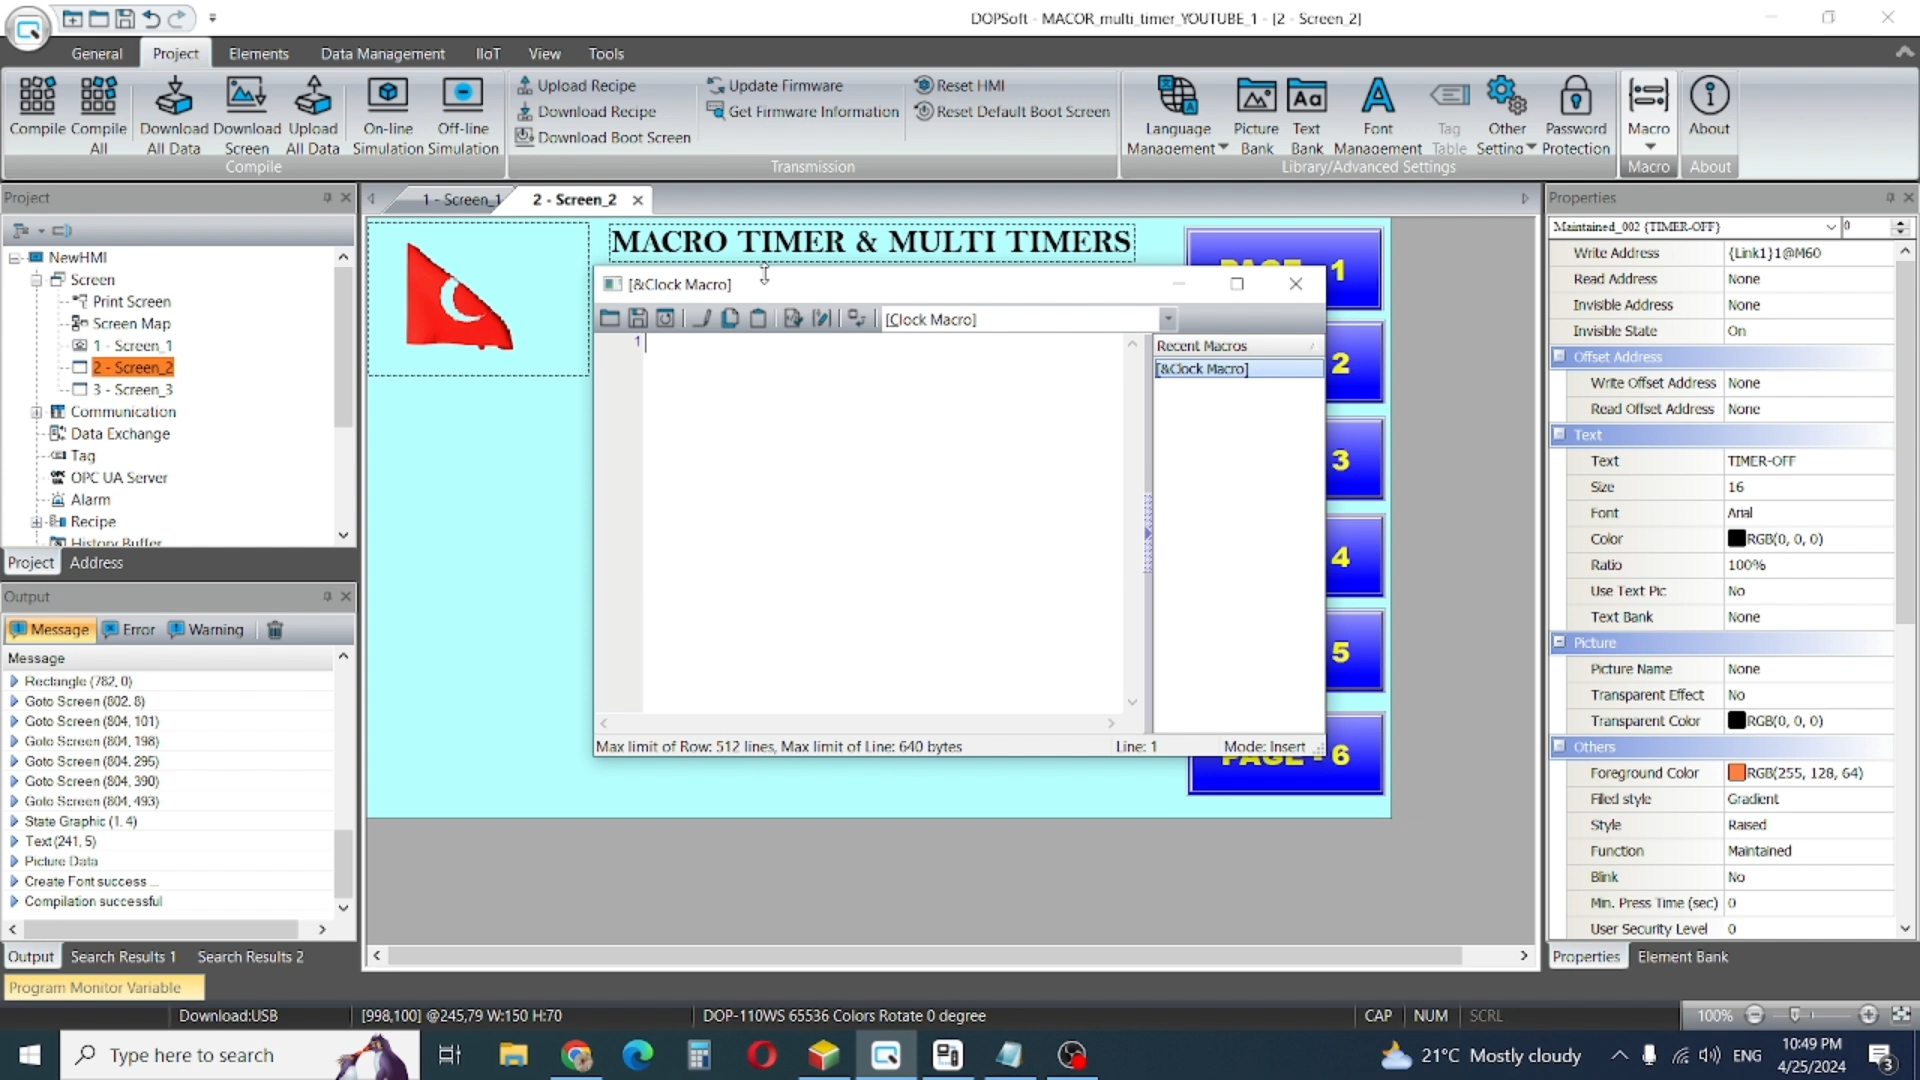 DOPSoft - MACOR_multi_timer_YOUTUBE_1 - [2 - Screen_2]
General Project Elements Data Management IIoT View Tools
Compile Compile All Download All Data Download Screen Upload All Data On-line Simulation Off-line Simulation
Compile
Upload Recipe
Download Recipe
Download Boot Screen
Update Firmware
Get Firmware Information
Reset HMI
Reset Default Boot Screen
Transmission
Language Management Picture Bank Text Bank Font Management Tag Table Other Setting Password Protection
Library/Advanced Settings
Macro
Macro
About
About
Project
NewHMI
Screen
Print Screen
Screen Map
1 - Screen_1
2 - Screen_2
3 - Screen_3
Communication
Data Exchange
Tag
OPC UA Server
Alarm
Recipe
History Buffer
Project Address
Output
Message Error Warning
Message
Rectangle (782, 0)
Goto Screen (802, 8)
Goto Screen (804, 101)
Goto Screen (804, 198)
Goto Screen (804, 295)
Goto Screen (804, 390)
Goto Screen (804, 493)
State Graphic (1, 4)
Text (241, 5)
Picture Data
Create Font success ...
Compilation successful
Output Search Results 1 Search Results 2
Program Monitor Variable
1 - Screen_1 2 - Screen_2
MACRO TIMER & MULTI TIMERS
PAGE - 1
2
3
4
5
PAGE - 6
[&Clock Macro]
[Clock Macro]
1
Recent Macros
[&Clock Macro]
Max limit of Row: 512 lines, Max limit of Line: 640 bytes Line: 1 Mode: Insert
Properties
Maintained_002 {TIMER-OFF} 0
Write Address {Link1}1@M60
Read Address None
Invisible Address None
Invisible State On
Offset Address
Write Offset Address None
Read Offset Address None
Text
Text TIMER-OFF
Size 16
Font Arial
Color RGB(0, 0, 0)
Ratio 100%
Use Text Pic No
Text Bank None
Picture
Picture Name None
Transparent Effect No
Transparent Color RGB(0, 0, 0)
Others
Foreground Color RGB(255, 128, 64)
Filed style Gradient
Style Raised
Function Maintained
Blink No
Min. Press Time (sec) 0
User Security Level 0
Properties Element Bank
Download:USB [998,100] @245,79 W:150 H:70 DOP-110WS 65536 Colors Rotate 0 degree CAP NUM SCRL 100%
Type here to search
21°C Mostly cloudy
ENG
10:49 PM
4/25/2024
3